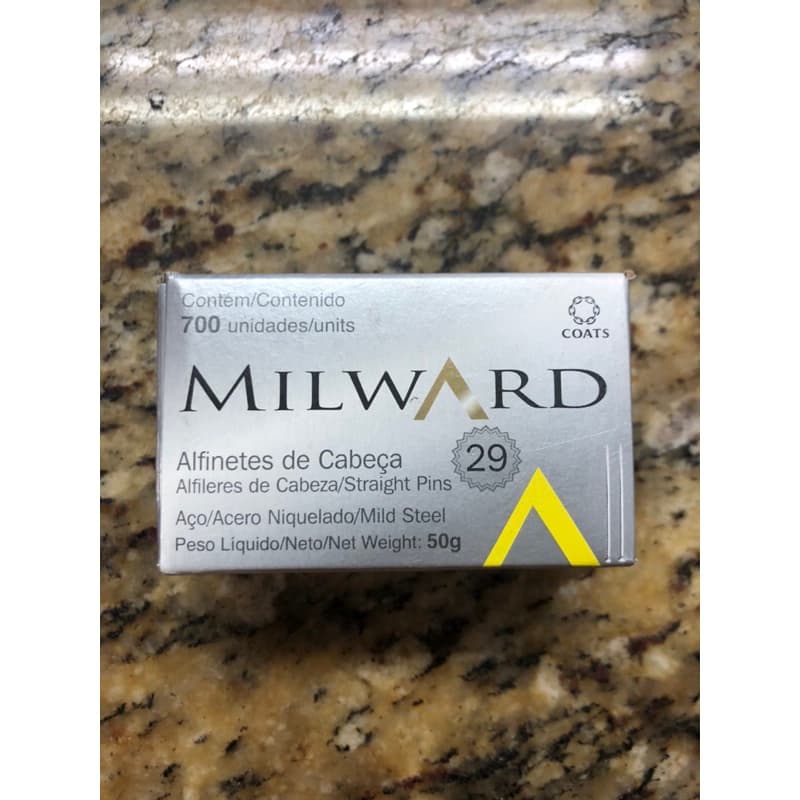 Contém/Contenido
700 unidades/units
COATS
MILWARD
Alfinetes de Cabeça
29
Alfileres de Cabeza/Straight Pins
Aço/Acero Niquelado/Mild Steel
Peso Líquido/Neto/Net Weight: 50g